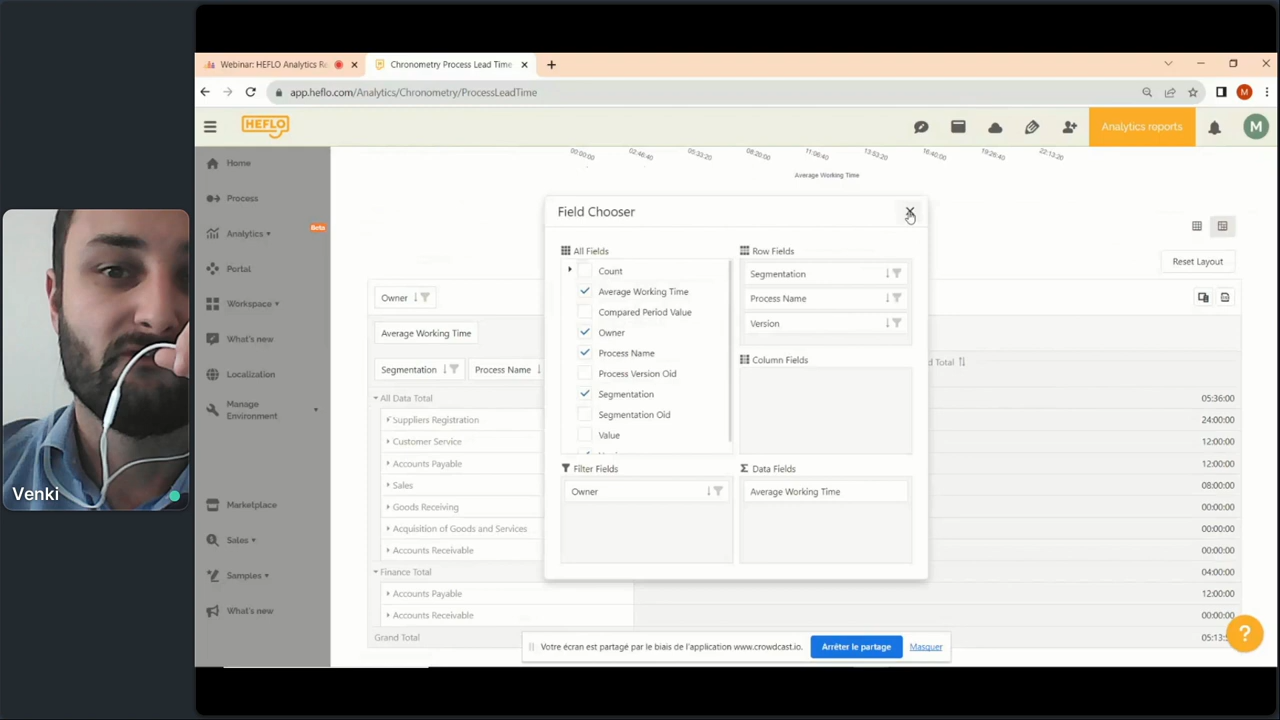 Webinar: HEFLO Analytics Re
Chronometry Process Lead Time
app.heflo.com/Analytics/Chronometry/ProcessLeadTime
M
HEFLO
Analytics reports
M
Home
Process
Analytics
Beta
Portal
Workspace
What's new
Localization
Manage
Environment
Marketplace
Sales
Samples
What's new
Venki
00:00:00
02:46:40
05:33:20
08:20:00
11:06:40
13:53:20
16:40:00
19:26:40
22:13:20
Average Working Time
Reset Layout
Owner
Average Working Time
Segmentation
Process Name
d Total
All Data Total 05:36:00
Suppliers Registration 24:00:00
Customer Service 12:00:00
Accounts Payable 12:00:00
Sales 08:00:00
Goods Receiving 00:00:00
Acquisition of Goods and Services 00:00:00
Accounts Receivable 00:00:00
Finance Total 04:00:00
Accounts Payable 12:00:00
Accounts Receivable 00:00:00
Grand Total 05:13:
Field Chooser
All Fields
Count
Average Working Time
Compared Period Value
Owner
Process Name
Process Version Oid
Segmentation
Segmentation Oid
Value
Row Fields
Segmentation
Process Name
Version
Column Fields
Filter Fields
Owner
Data Fields
Average Working Time
Votre écran est partagé par le biais de l'application www.crowdcast.io.
Arrêter le partage
Masquer
?